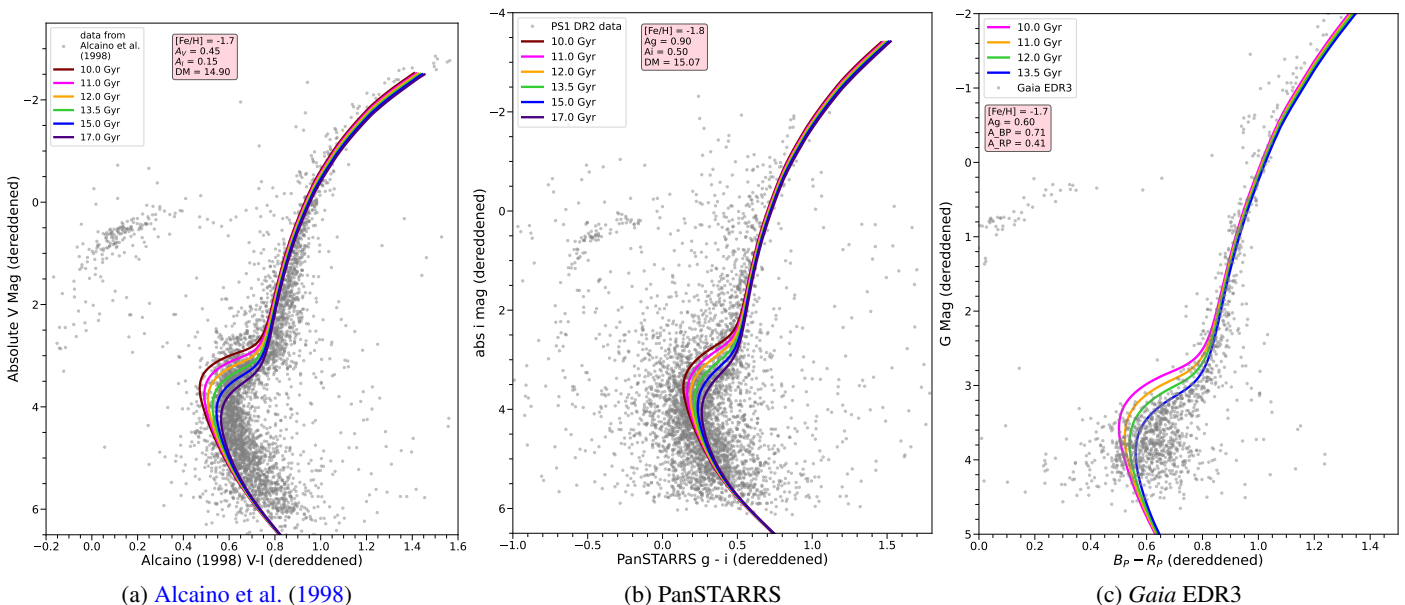 data from
Alcaino et al.
(1998)
10.0 Gyr
11.0 Gyr
12.0 Gyr
13.5 Gyr
15.0 Gyr
17.0 Gyr
[Fe/H] = -1.7
A_V = 0.45
A_I = 0.15
DM = 14.90
Absolute V Mag (dereddened)
−2
0
2
4
6
−0.2 0.0 0.2 0.4 0.6 0.8 1.0 1.2 1.4 1.6
Alcaino (1998) V-I (dereddened)
(a) Alcaino et al. (1998)
PS1 DR2 data
10.0 Gyr
11.0 Gyr
12.0 Gyr
13.5 Gyr
15.0 Gyr
17.0 Gyr
[Fe/H] = -1.8
Ag = 0.90
Ai = 0.50
DM = 15.07
abs i mag (dereddened)
−4
−2
0
2
4
6
−1.0 −0.5 0.0 0.5 1.0 1.5
PanSTARRS g - i (dereddened)
(b) PanSTARRS
10.0 Gyr
11.0 Gyr
12.0 Gyr
13.5 Gyr
Gaia EDR3
[Fe/H] = -1.7
Ag = 0.60
A_BP = 0.71
A_RP = 0.41
G Mag (dereddened)
−2
−1
0
1
2
3
4
5
0.0 0.2 0.4 0.6 0.8 1.0 1.2 1.4
B_P − R_P (dereddened)
(c) Gaia EDR3